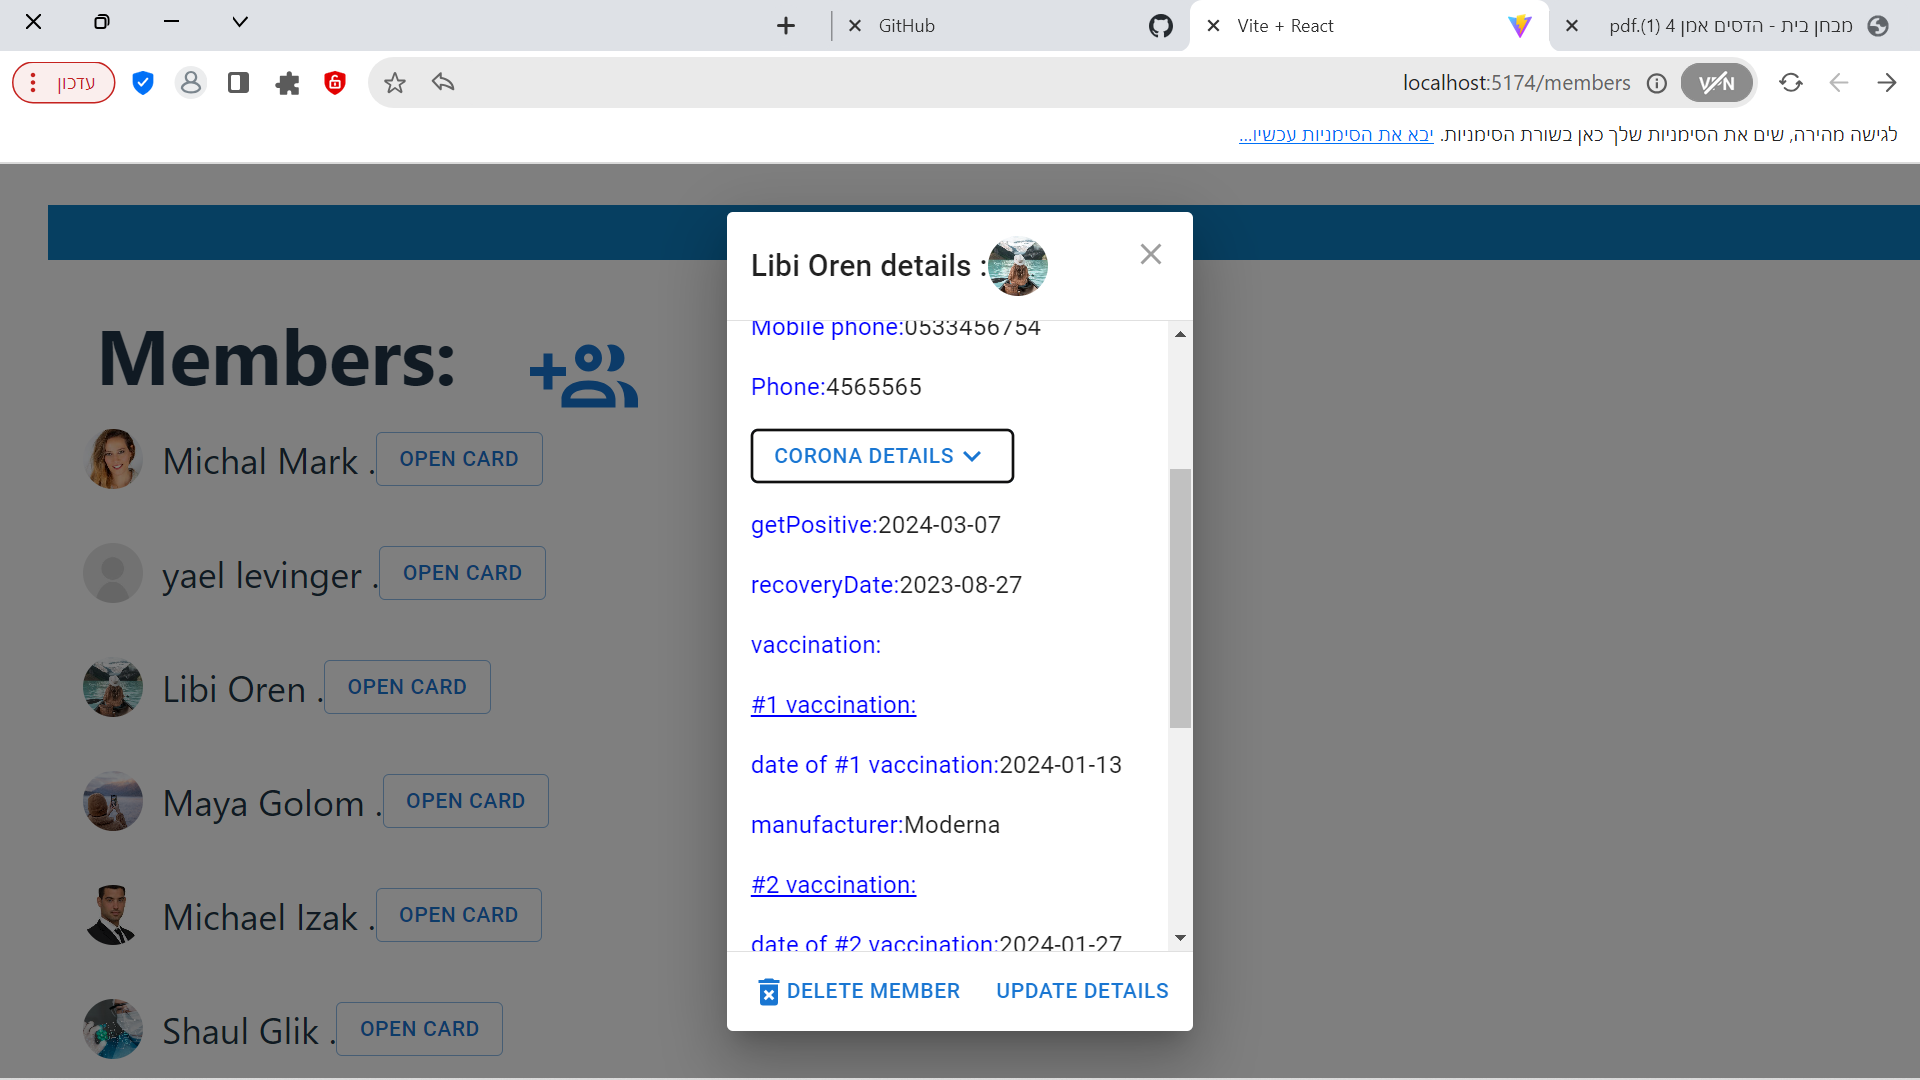 GitHub
Vite + React
מבחן בית - הדסים אמן 4 (1).pdf
עדכון
localhost:5174/members
VPN
לגישה מהירה, שים את הסימניות שלך כאן בשורת הסימניות. יבא את הסימניות עכשיו...
Members:
Michal Mark . OPEN CARD
yael levinger . OPEN CARD
Libi Oren . OPEN CARD
Maya Golom . OPEN CARD
Michael Izak . OPEN CARD
Shaul Glik . OPEN CARD
Libi Oren details :
Mobile phone:0533456754
Phone:4565565
CORONA DETAILS
getPositive:2024-03-07
recoveryDate:2023-08-27
vaccination:
#1 vaccination:
date of #1 vaccination:2024-01-13
manufacturer:Moderna
#2 vaccination:
date of #2 vaccination:2024-01-27
DELETE MEMBER
UPDATE DETAILS